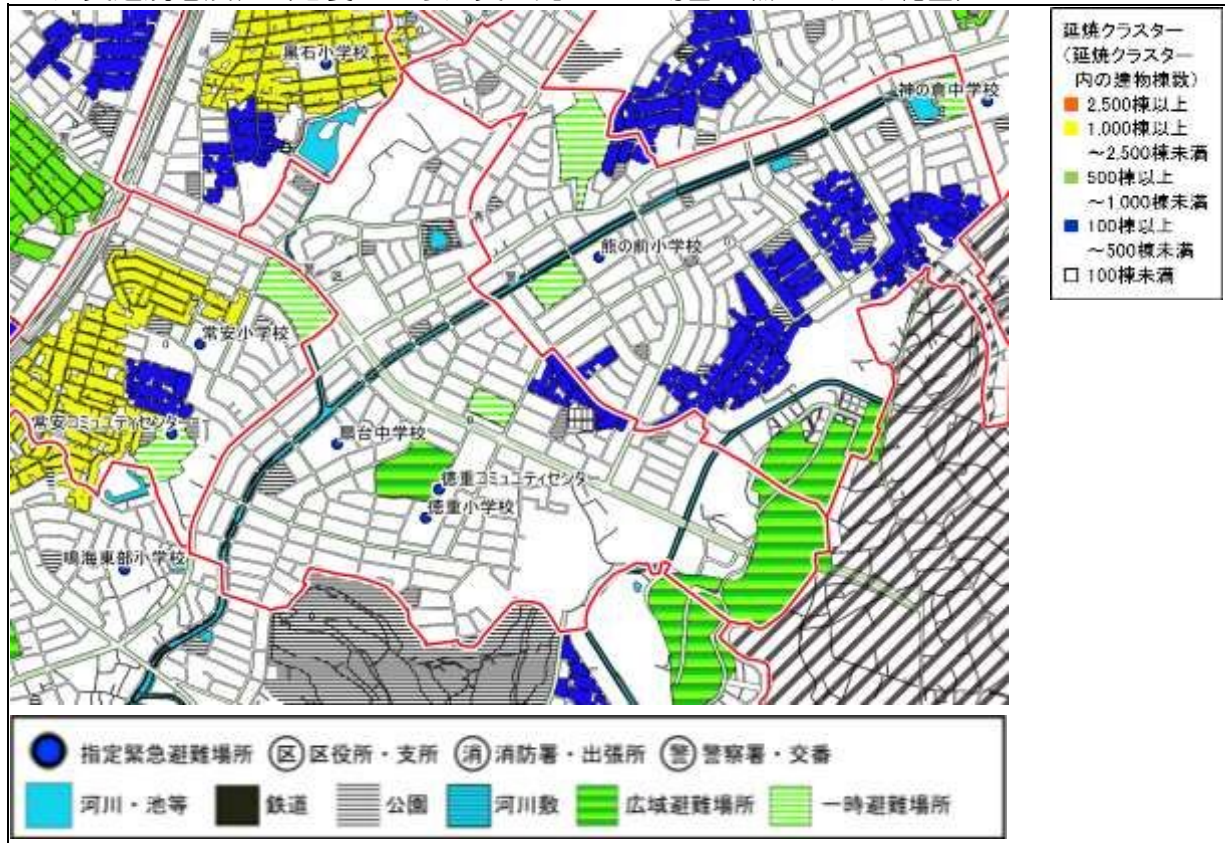 黒石小学校
神の倉中学校
熊の前小学校
常安小学校
常安コミュニティセンター
扇台中学校
徳重コミュニティセンター
徳重小学校
鳴海東部小学校
延焼クラスター
(延焼クラスター
内の建物棟数)
2,500棟以上
1,000棟以上
～2,500棟未満
500棟以上
～1,000棟未満
100棟以上
～500棟未満
100棟未満
指定緊急避難場所 区 区役所・支所 消 消防署・出張所 警 警察署・交番
河川・池等 鉄道 公園 河川敷 広域避難場所 一時避難場所